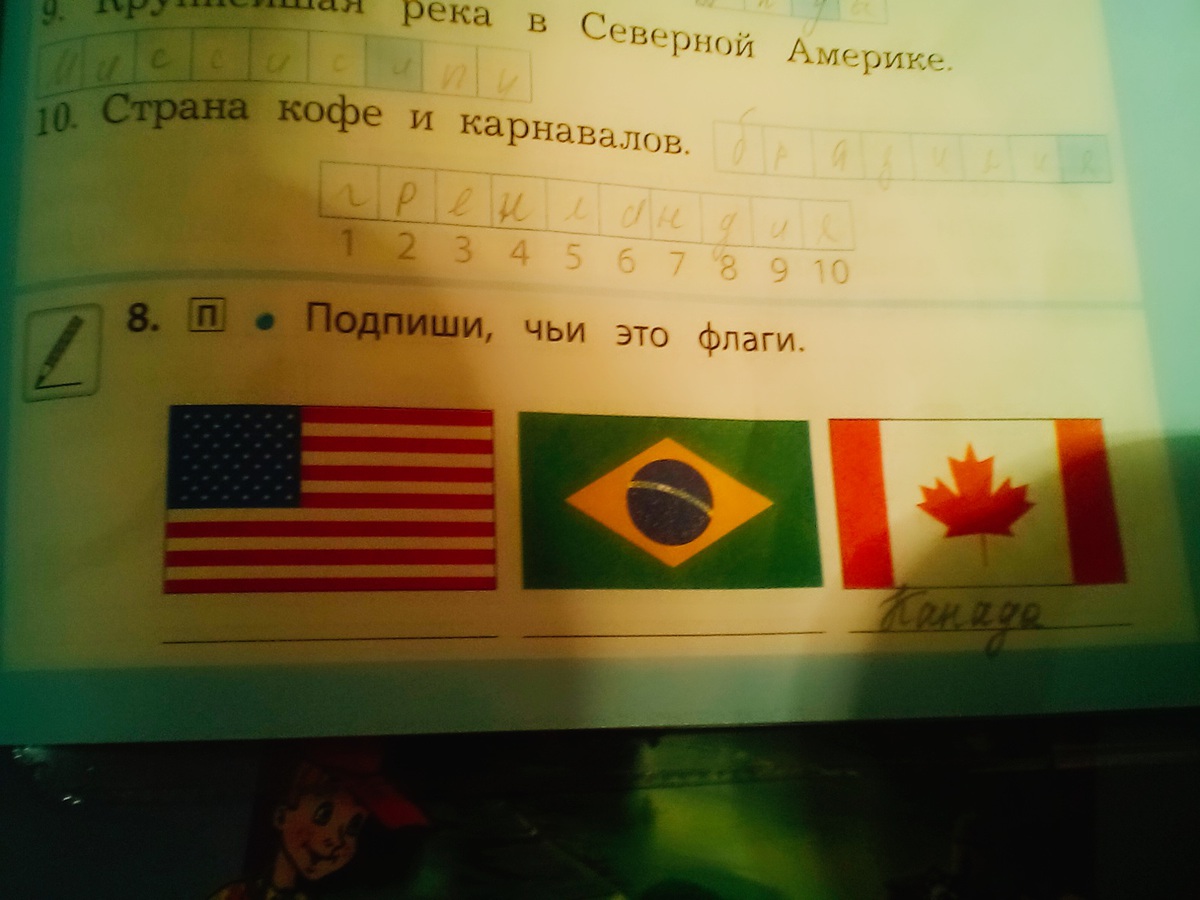 9. Крупнейшая река в Северной Америке.
Миссисипи
10. Страна кофе и карнавалов. бразилия
гренландия
1 2 3 4 5 6 7 8 9 10
8. П • Подпиши, чьи это флаги.
Канада